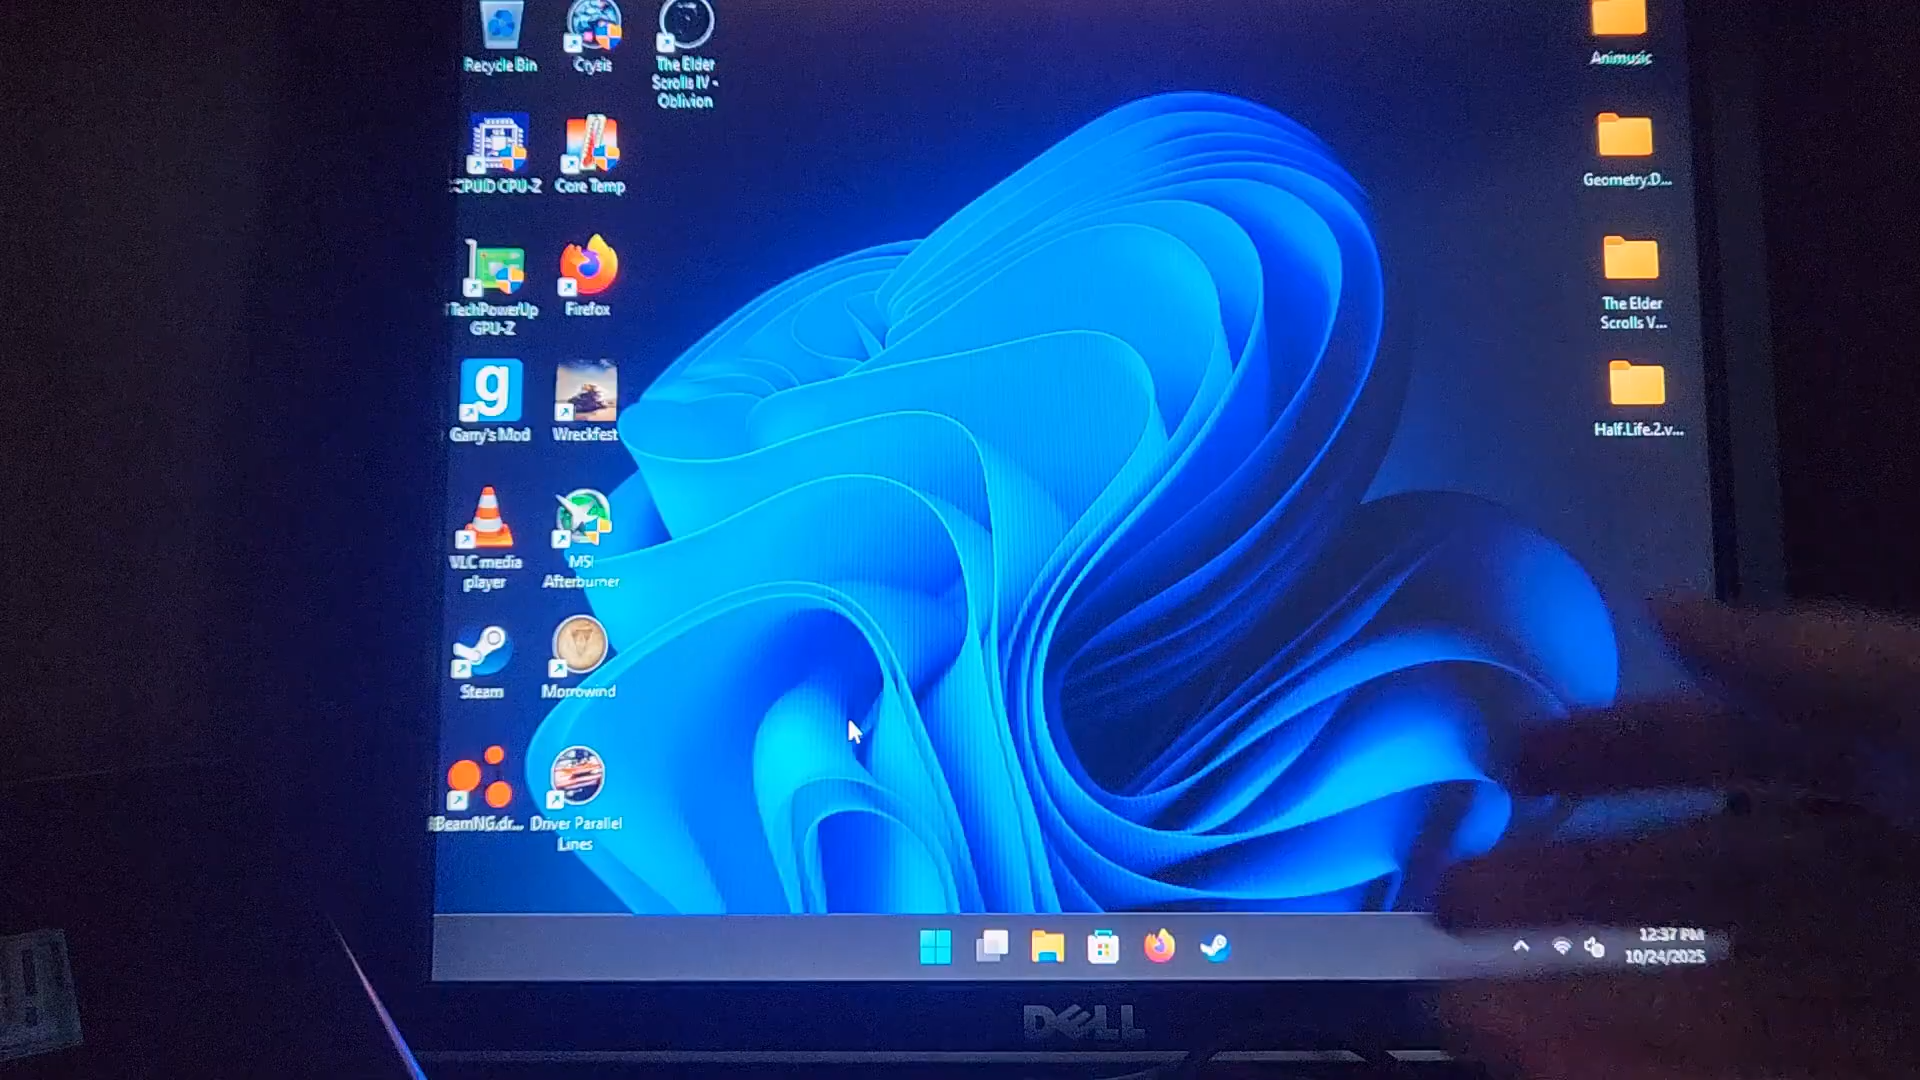 Recycle Bin
Crysis
The Elder
Scrolls IV -
Oblivion
CPUID CPU-Z
Core Temp
TechPowerUp
GPU-Z
Firefox
g
Garry's Mod
Wreckfest
VLC media
player
MSI
Afterburner
Steam
Morrowind
BeamNG.dr...
Driver Parallel
Lines
Animusic
Geometry.D...
The Elder
Scrolls V...
Half.Life.2.v...
12:37 PM
10/24/2025
DELL